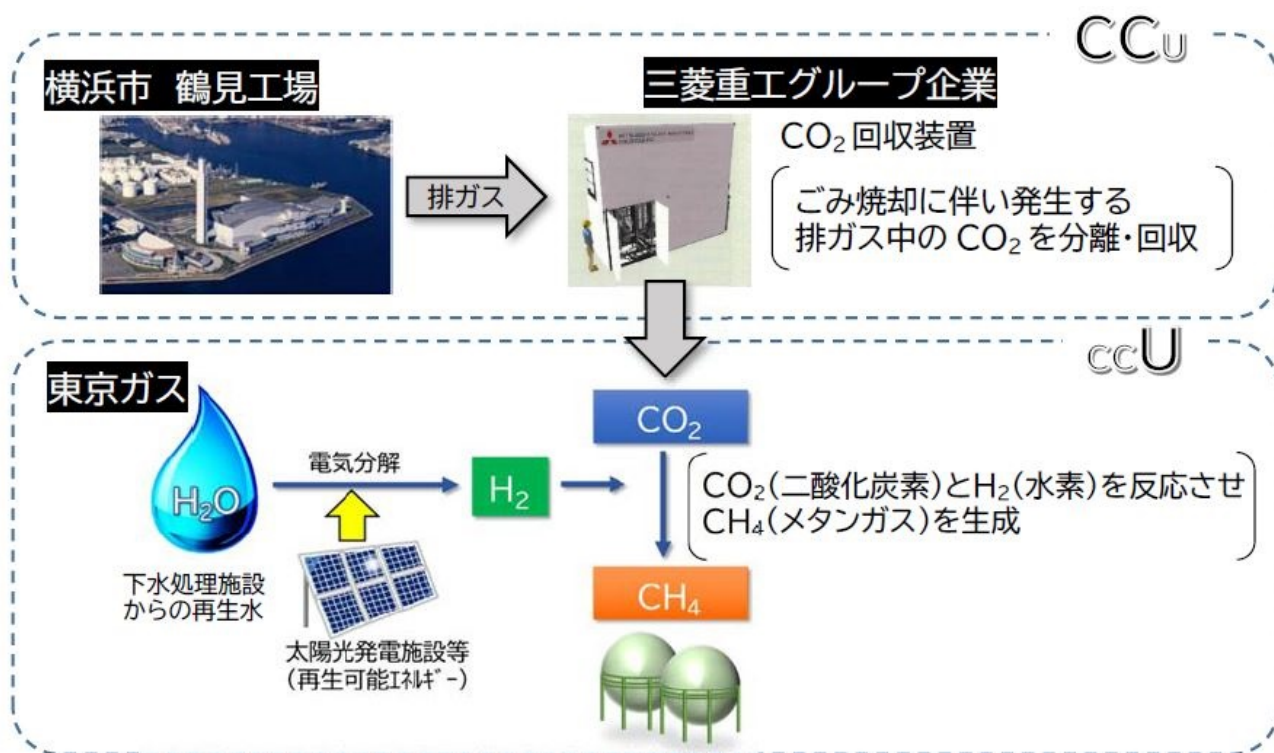 CCU
横浜市 鶴見工場
三菱重工グループ企業
CO₂回収装置
排ガス
ごみ焼却に伴い発生する
排ガス中の CO₂ を分離・回収
CCU
東京ガス
H₂O
電気分解
H₂
CO₂
CO₂(二酸化炭素)とH₂(水素)を反応させ
CH₄(メタンガス)を生成
CH₄
下水処理施設
からの再生水
太陽光発電施設等
(再生可能ｴﾈﾙｷﾞｰ)